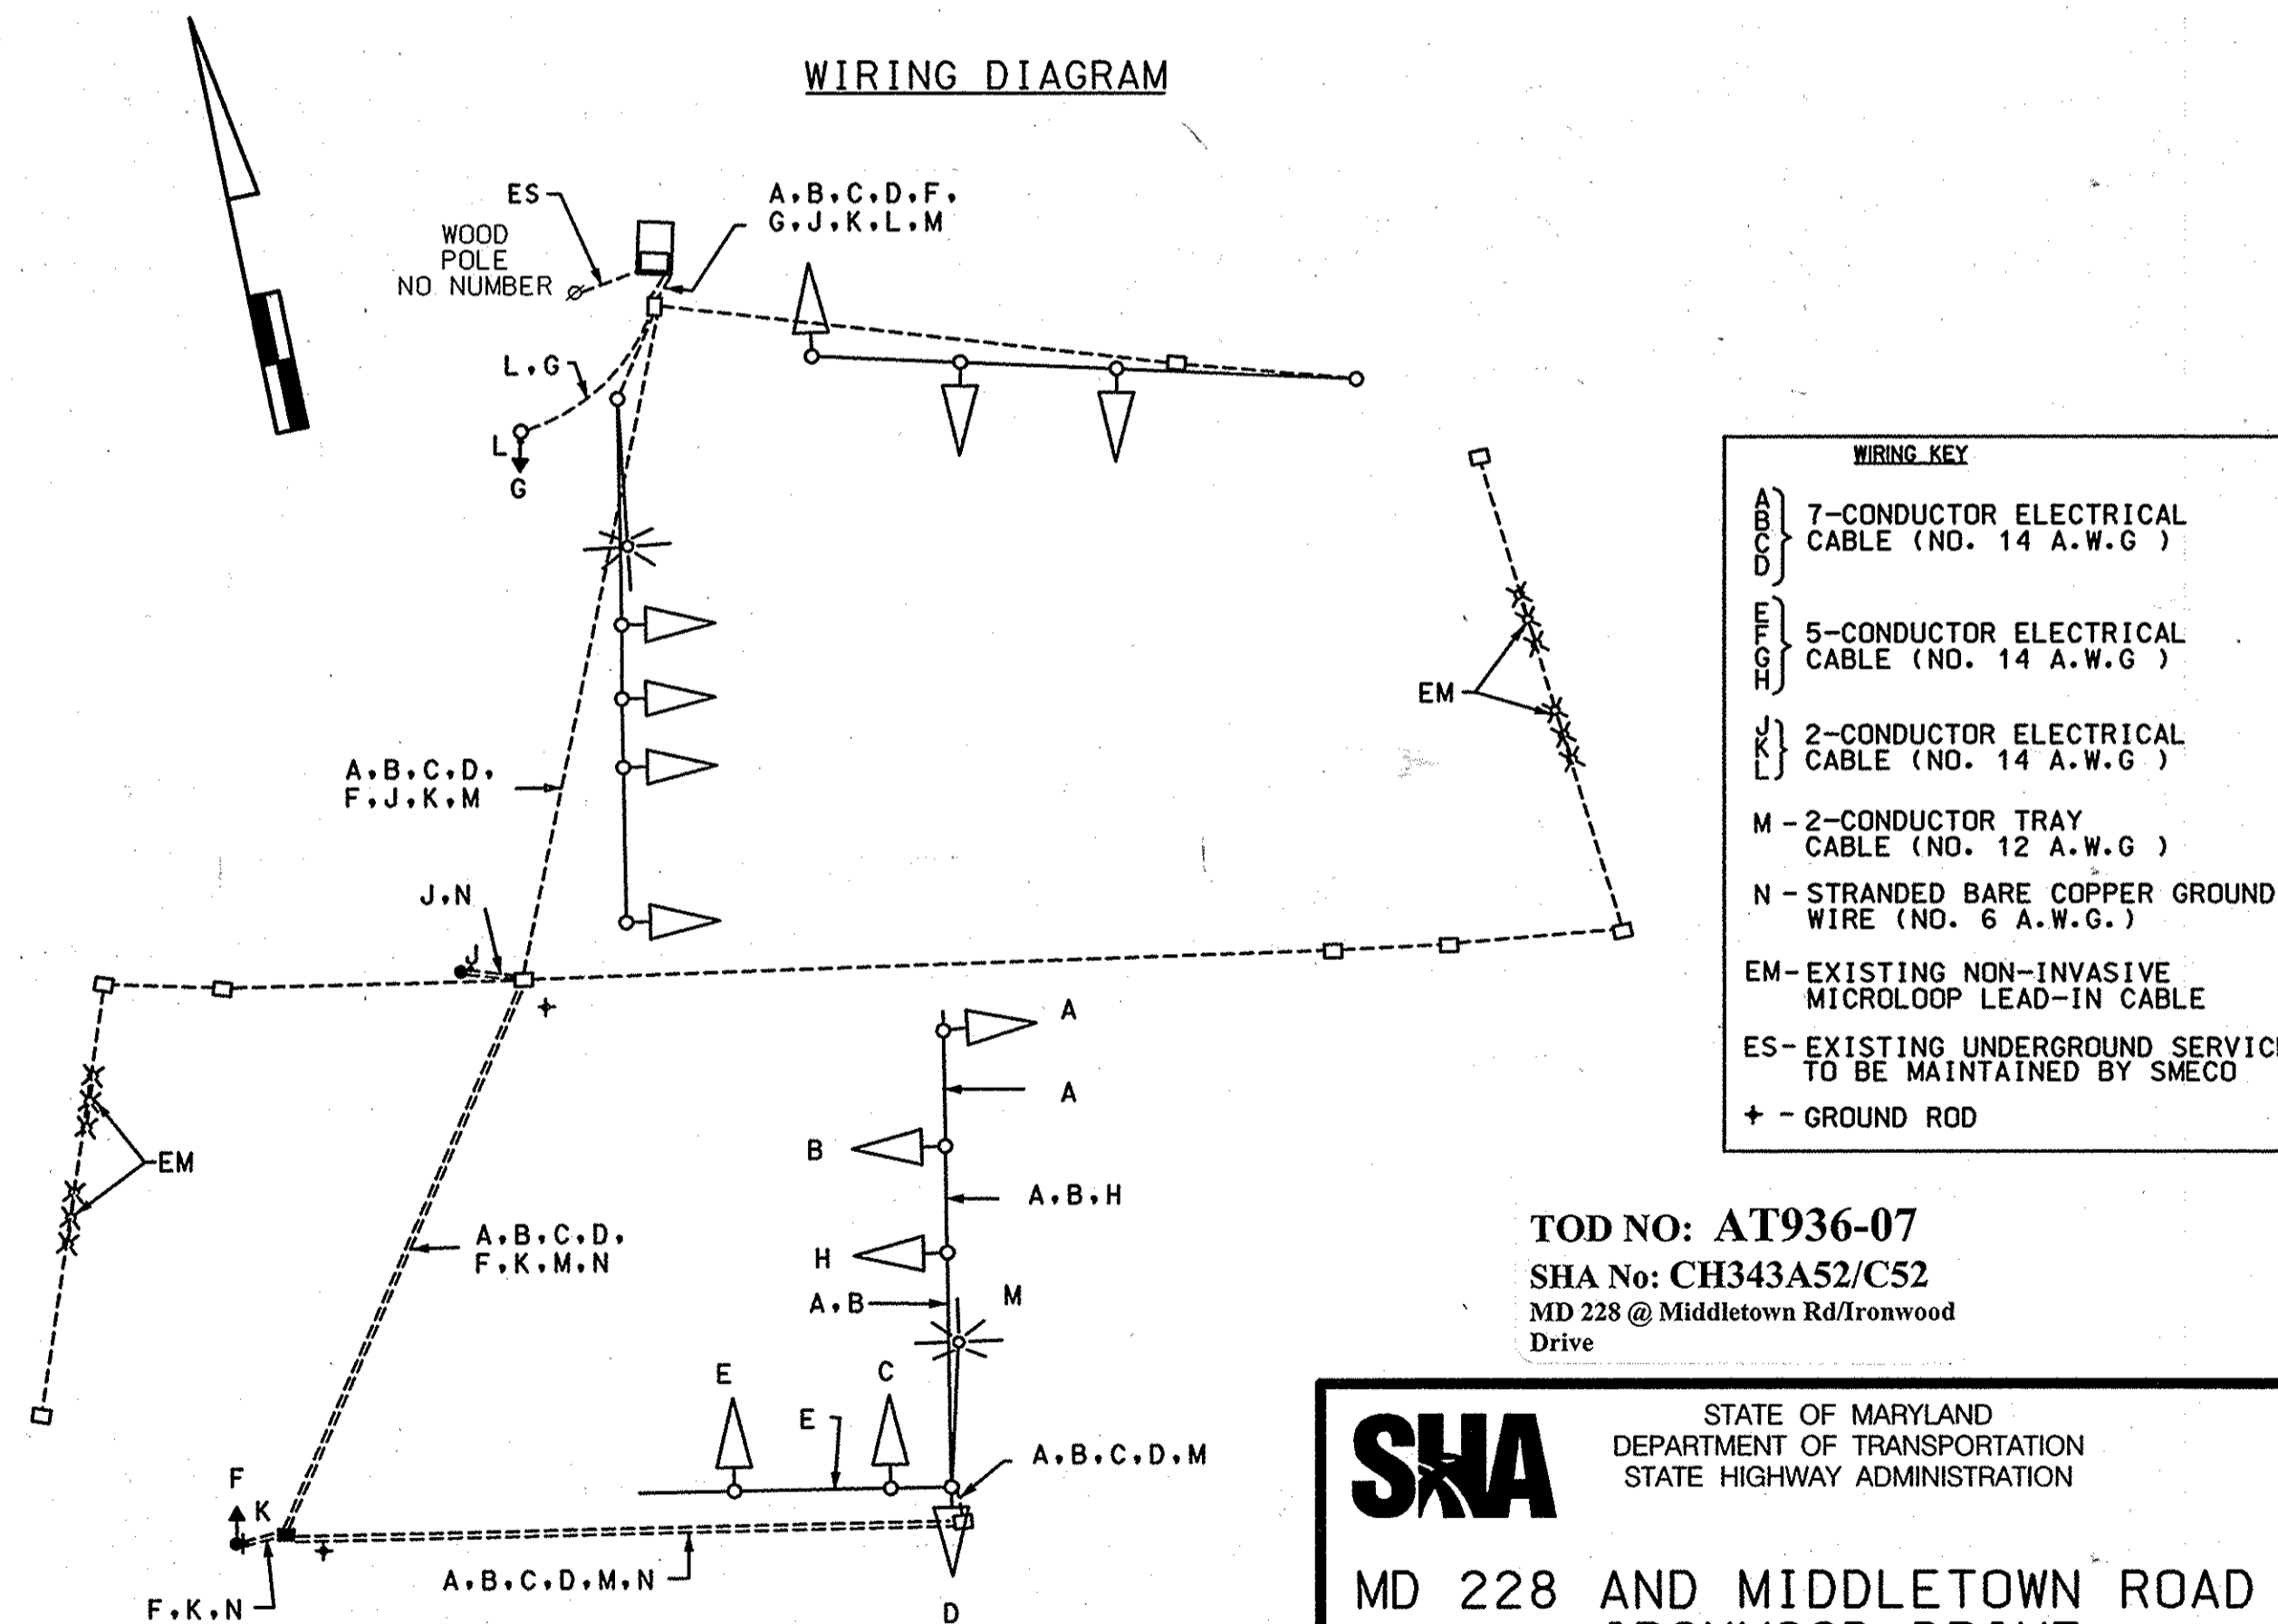 WIRING DIAGRAM
ES
WOOD
POLE
NO NUMBER
A,B,C,D,F,
G,J,K,L,M
L,G
L
G
A,B,C,D,
F,J,K,M
J,N
J
EM
EM
A,B,C,D,
F,K,M,N
F
K
F,K,N
A,B,C,D,M,N
E
E
C
A
A
B
A,B,H
H
A,B
M
A,B,C,D,M
D
WIRING KEY
A
B
C
D
7-CONDUCTOR ELECTRICAL
CABLE (NO. 14 A.W.G )
E
F
G
H
5-CONDUCTOR ELECTRICAL
CABLE (NO. 14 A.W.G )
J
K
L
2-CONDUCTOR ELECTRICAL
CABLE (NO. 14 A.W.G )
M - 2-CONDUCTOR TRAY
CABLE (NO. 12 A.W.G )
N - STRANDED BARE COPPER GROUND
WIRE (NO. 6 A.W.G.)
EM- EXISTING NON-INVASIVE
MICROLOOP LEAD-IN CABLE
ES- EXISTING UNDERGROUND SERVICE
TO BE MAINTAINED BY SMECO
- GROUND ROD
TOD NO: AT936-07
SHA No: CH343A52/C52
MD 228 @ Middletown Rd/Ironwood
Drive
SHA
STATE OF MARYLAND
DEPARTMENT OF TRANSPORTATION
STATE HIGHWAY ADMINISTRATION
MD 228 AND MIDDLETOWN ROAD